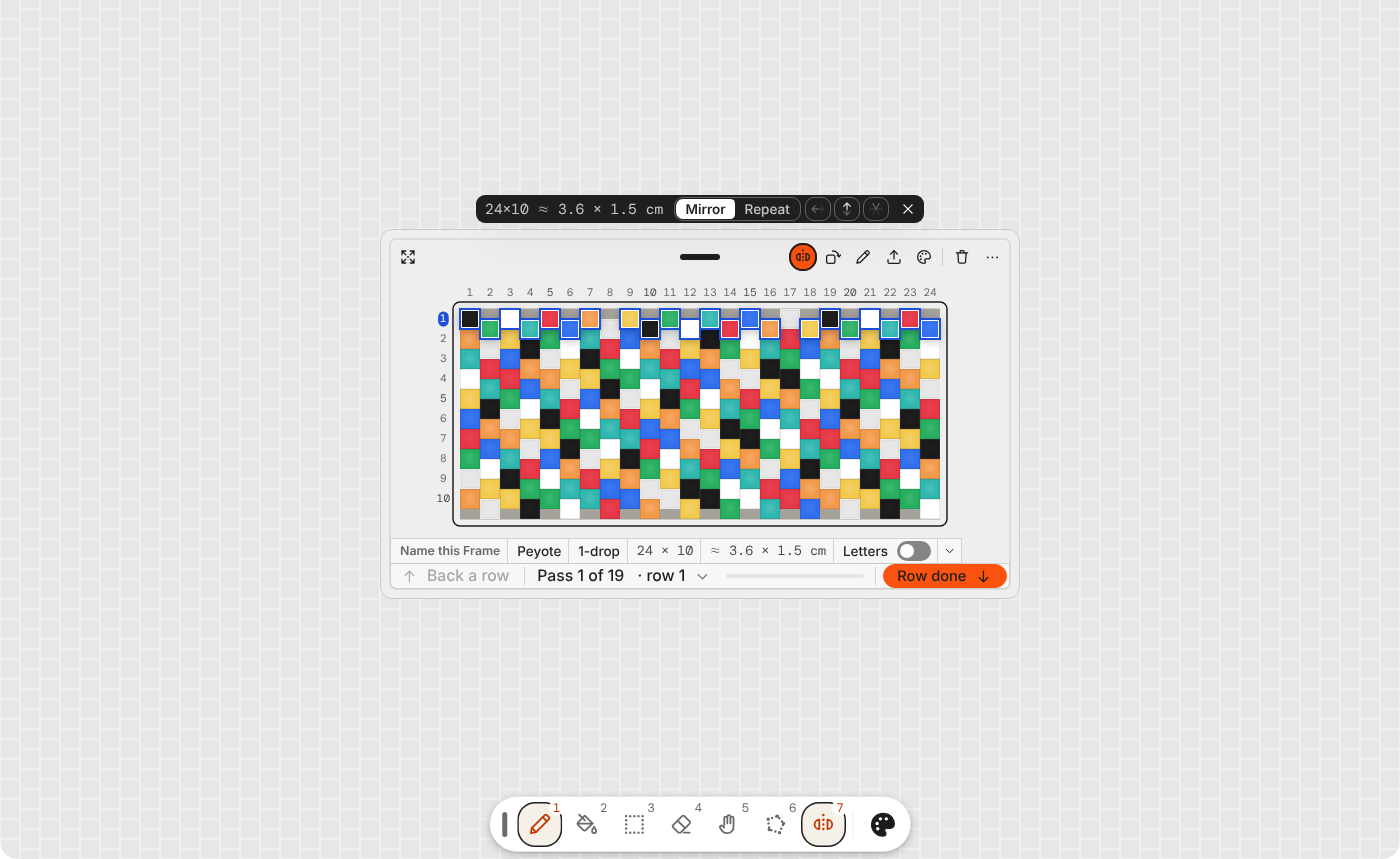 24×10 ≈ 3.6 × 1.5 cm Mirror Repeat
1 2 3 4 5 6 7 8 9 10 11 12 13 14 15 16 17 18 19 20 21 22 23 24
1
2
3
4
5
6
7
8
9
10
Name this Frame Peyote 1-drop 24 × 10 ≈ 3.6 × 1.5 cm Letters
Back a row Pass 1 of 19 · row 1 Row done
1 2 3 4 5 6 7